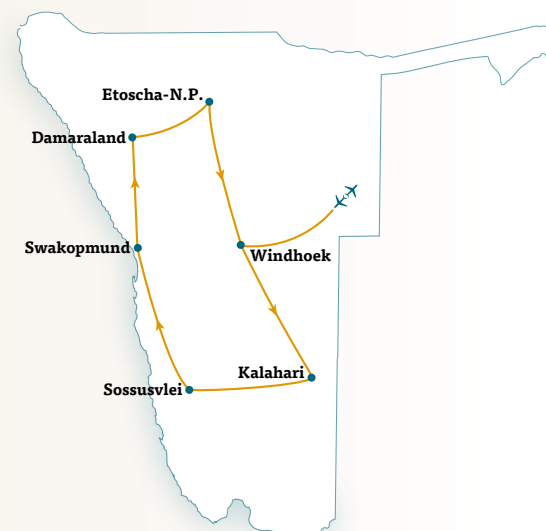 Etoscha-N.P.
Damaraland
Swakopmund
Windhoek
Kalahari
Sossusvlei